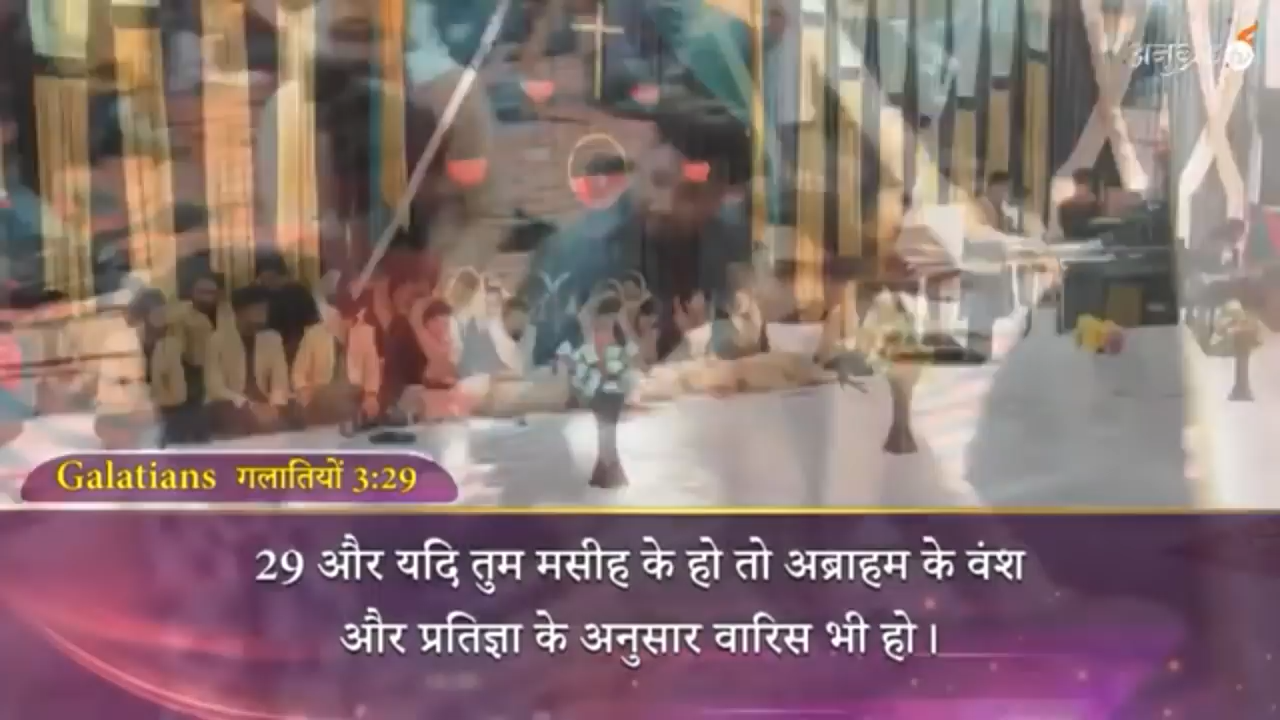 Galatians गलातियों 3:29
29 और यदि तुम मसीह के हो तो अब्राहम के वंश
और प्रतिज्ञा के अनुसार वारिस भी हो।